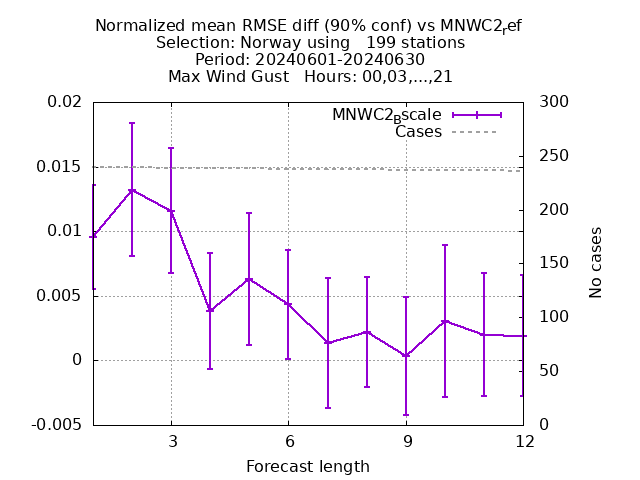 Normalized mean RMSE diff (90% conf) vs MNWC2ref
Selection: Norway using   199 stations
Period: 20240601-20240630
Max Wind Gust   Hours: 00,03,...,21
MNWC2Bscale
Cases
0.02
0.015
0.01
0.005
0
-0.005
300
250
200
150
100
50
0
No cases
3
6
9
12
Forecast length